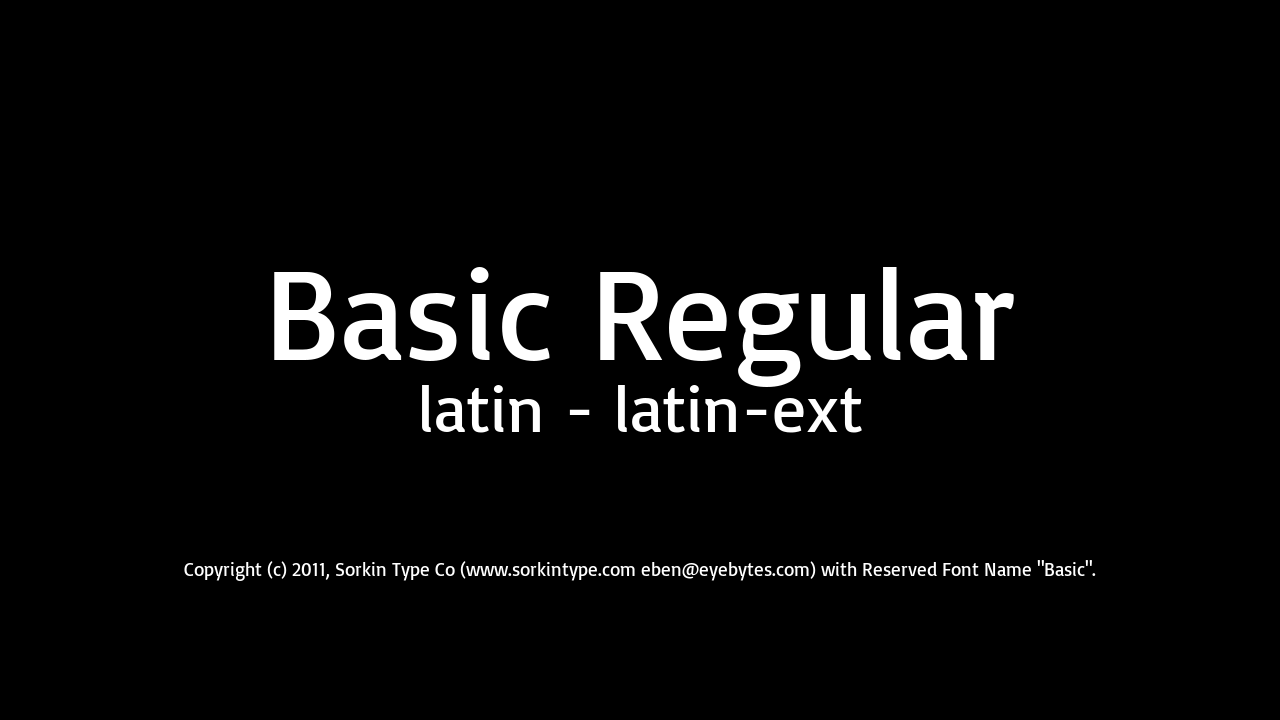 Basic Regular
latin - latin-ext
Copyright (c) 2011, Sorkin Type Co (www.sorkintype.com eben@eyebytes.com) with Reserved Font Name "Basic".